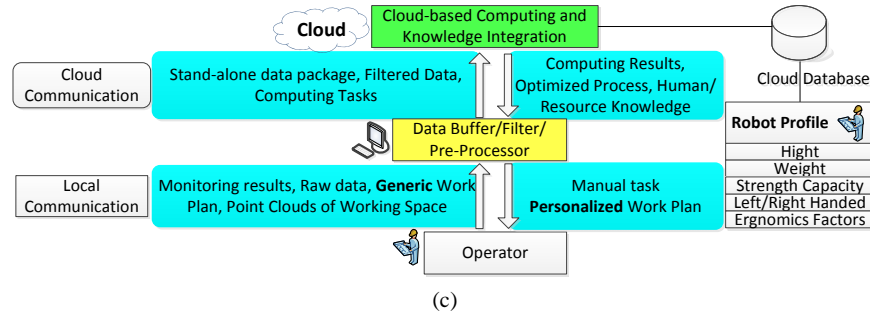 Cloud
Cloud-based Computing and
Knowledge Integration
Cloud
Communication
Stand-alone data package, Filtered Data,
Computing Tasks
Computing Results,
Optimized Process, Human/
Resource Knowledge
Cloud Database
Data Buffer/Filter/
Pre-Processor
Robot Profile
Hight
Weight
Strength Capacity
Left/Right Handed
Ergnomics Factors
Local
Communication
Monitoring results, Raw data, Generic Work
Plan, Point Clouds of Working Space
Manual task
Personalized Work Plan
Operator
(c)